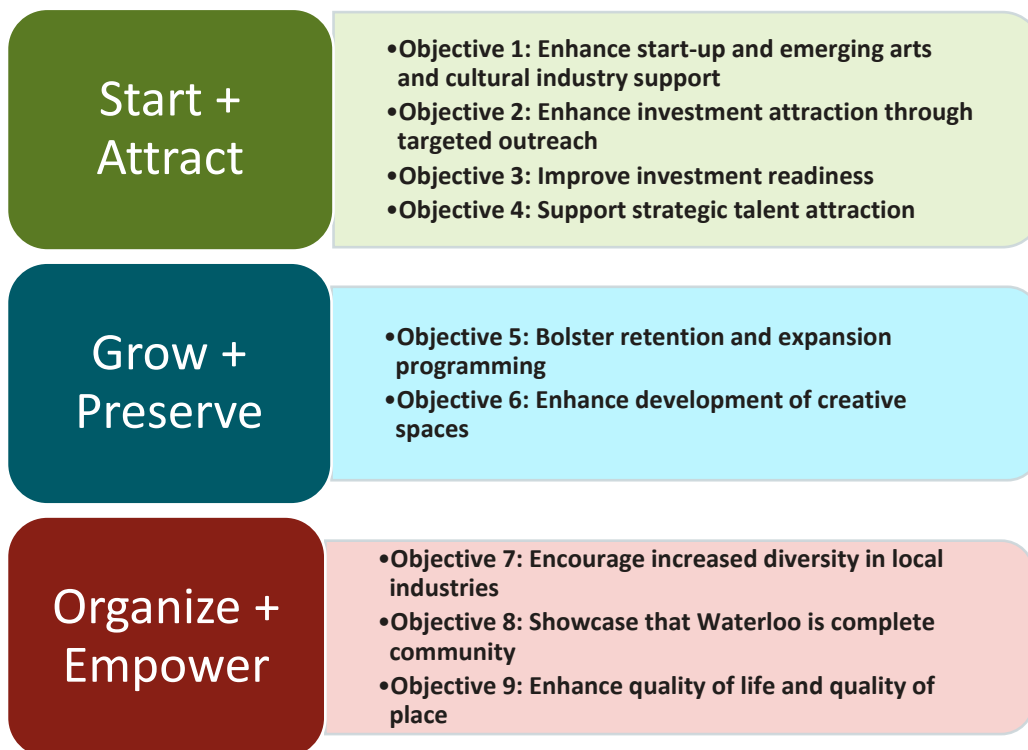 Start +
Attract
•Objective 1: Enhance start-up and emerging arts
and cultural industry support
•Objective 2: Enhance investment attraction through
targeted outreach
•Objective 3: Improve investment readiness
•Objective 4: Support strategic talent attraction
Grow +
Preserve
•Objective 5: Bolster retention and expansion
programming
•Objective 6: Enhance development of creative
spaces
Organize +
Empower
•Objective 7: Encourage increased diversity in local
industries
•Objective 8: Showcase that Waterloo is complete
community
•Objective 9: Enhance quality of life and quality of
place